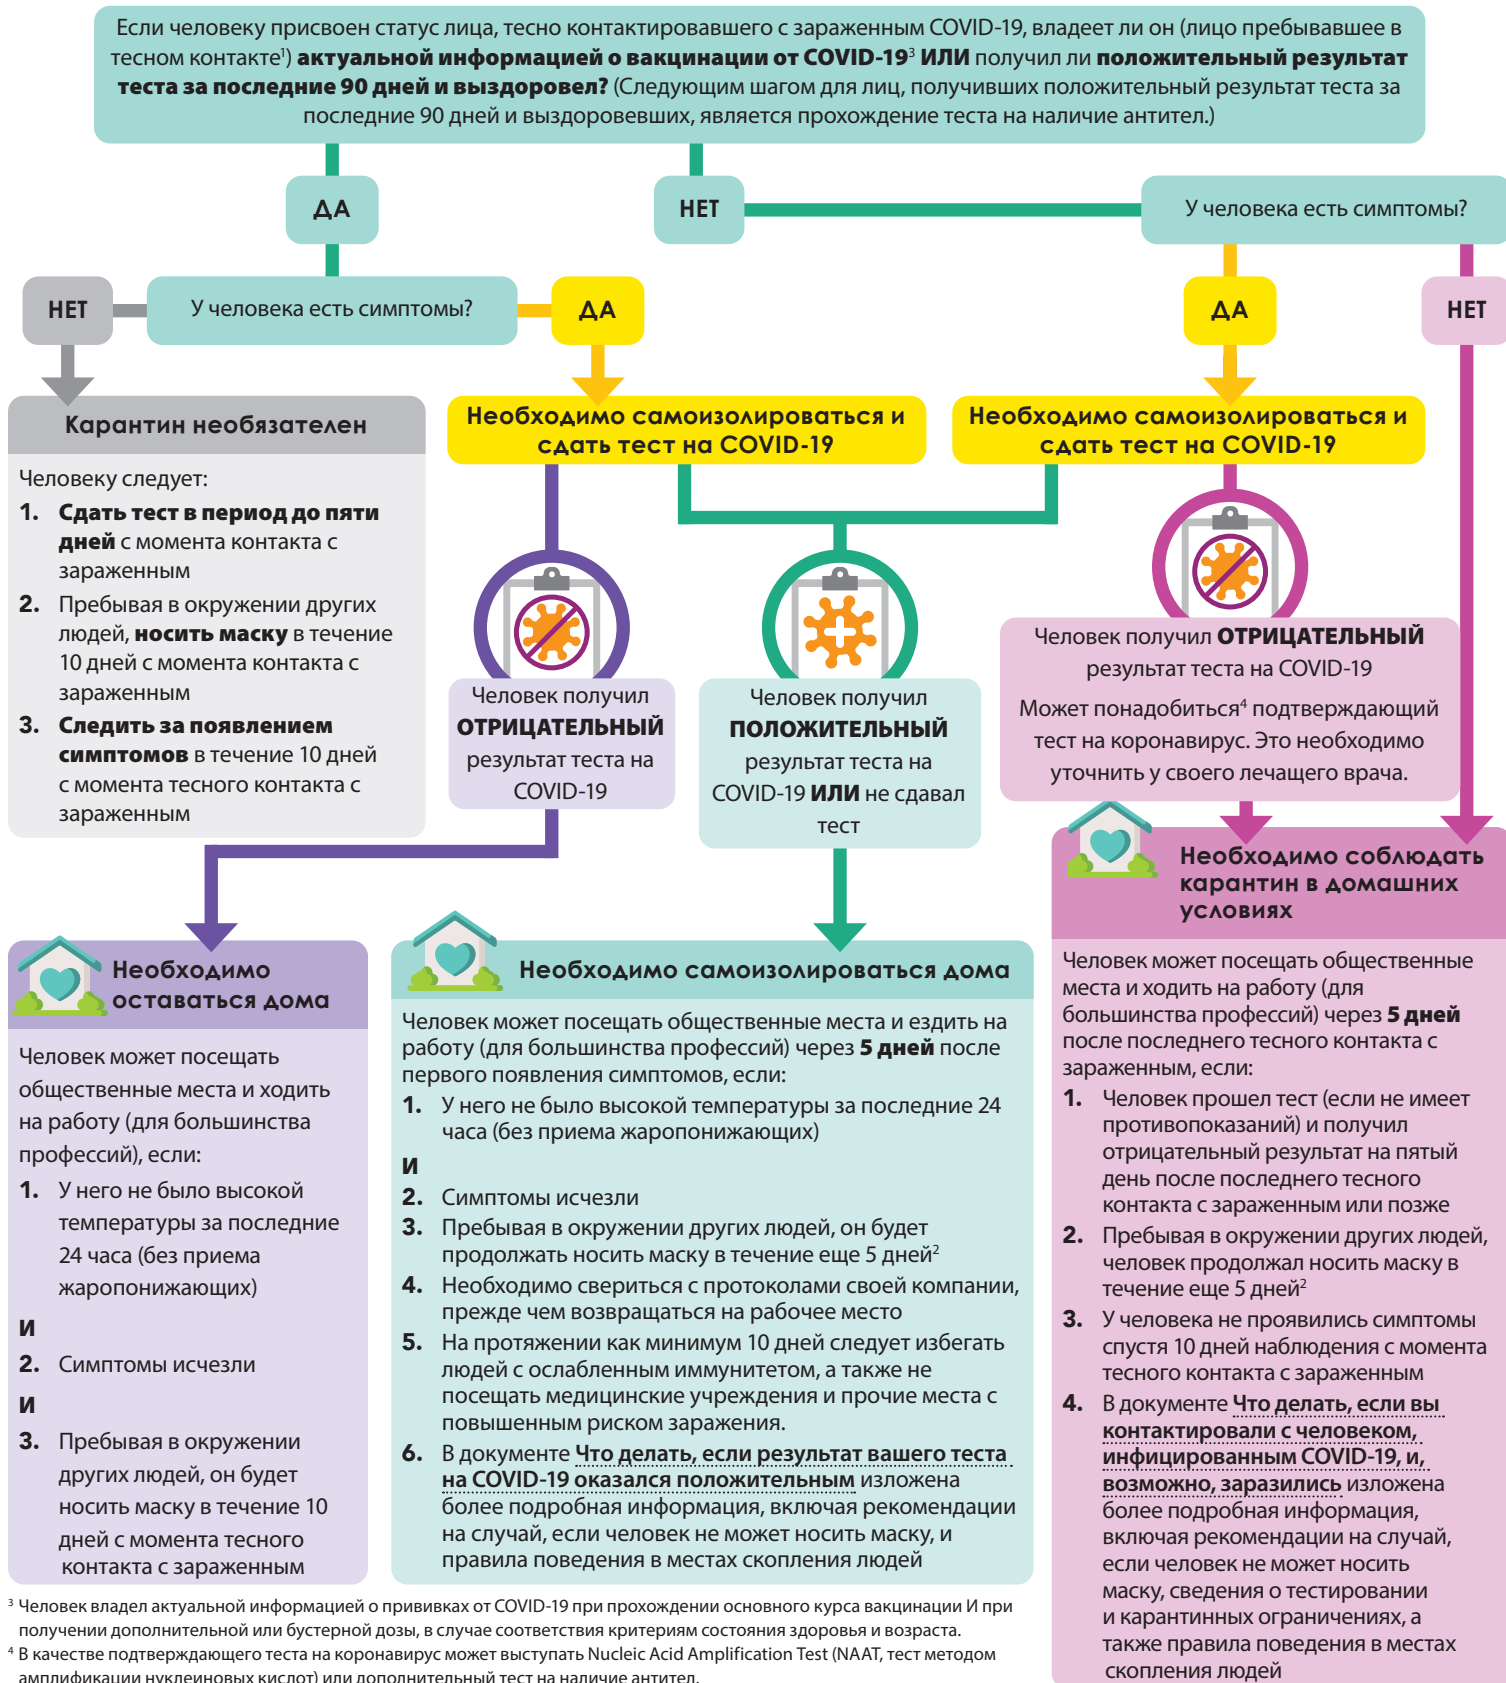 Если человеку присвоен статус лица, тесно контактировавшего с зараженным COVID-19, владеет ли он (лицо пребывавшее в
тесном контакте¹) актуальной информацией о вакцинации от COVID-19³ ИЛИ получил ли положительный результат
теста за последние 90 дней и выздоровел? (Следующим шагом для лиц, получивших положительный результат теста за
последние 90 дней и выздоровевших, является прохождение теста на наличие антител.)
ДА
НЕТ
У человека есть симптомы?
НЕТ
У человека есть симптомы?
ДА
ДА
НЕТ
Карантин необязателен
Человеку следует:
1. Сдать тест в период до пяти
дней с момента контакта с
зараженным
2. Пребывая в окружении других
людей, носить маску в течение
10 дней с момента контакта с
зараженным
3. Следить за появлением
симптомов в течение 10 дней
с момента тесного контакта с
зараженным
Необходимо самоизолироваться и
сдать тест на COVID-19
Необходимо самоизолироваться и
сдать тест на COVID-19
Человек получил
ОТРИЦАТЕЛЬНЫЙ
результат теста на
COVID-19
Человек получил
ПОЛОЖИТЕЛЬНЫЙ
результат теста на
COVID-19 ИЛИ не сдавал
тест
Человек получил ОТРИЦАТЕЛЬНЫЙ
результат теста на COVID-19
Может понадобиться⁴ подтверждающий
тест на коронавирус. Это необходимо
уточнить у своего лечащего врача.
Необходимо
оставаться дома
Человек может посещать
общественные места и ходить
на работу (для большинства
профессий), если:
1. У него не было высокой
температуры за последние
24 часа (без приема
жаропонижающих)
И
2. Симптомы исчезли
И
3. Пребывая в окружении
других людей, он будет
носить маску в течение 10
дней с момента тесного
контакта с зараженным
Необходимо самоизолироваться дома
Человек может посещать общественные места и ездить на
работу (для большинства профессий) через 5 дней после
первого появления симптомов, если:
1. У него не было высокой температуры за последние 24
часа (без приема жаропонижающих)
И
2. Симптомы исчезли
3. Пребывая в окружении других людей, он будет
продолжать носить маску в течение еще 5 дней²
4. Необходимо свериться с протоколами своей компании,
прежде чем возвращаться на рабочее место
5. На протяжении как минимум 10 дней следует избегать
людей с ослабленным иммунитетом, а также не
посещать медицинские учреждения и прочие места с
повышенным риском заражения.
6. В документе Что делать, если результат вашего теста
на COVID-19 оказался положительным изложена
более подробная информация, включая рекомендации
на случай, если человек не может носить маску, и
правила поведения в местах скопления людей
Необходимо соблюдать
карантин в домашних
условиях
Человек может посещать общественные
места и ходить на работу (для
большинства профессий) через 5 дней
после последнего тесного контакта с
зараженным, если:
1. Человек прошел тест (если не имеет
противопоказаний) и получил
отрицательный результат на пятый
день после последнего тесного
контакта с зараженным или позже
2. Пребывая в окружении других людей,
человек продолжал носить маску в
течение еще 5 дней²
3. У человека не проявились симптомы
спустя 10 дней наблюдения с момента
тесного контакта с зараженным
4. В документе Что делать, если вы
контактировали с человеком,
инфицированным COVID-19, и,
возможно, заразились изложена
более подробная информация,
включая рекомендации на случай,
если человек не может носить
маску, сведения о тестировании
и карантинных ограничениях, а
также правила поведения в местах
скопления людей
³ Человек владел актуальной информацией о прививках от COVID-19 при прохождении основного курса вакцинации И при
получении дополнительной или бустерной дозы, в случае соответствия критериям состояния здоровья и возраста.
⁴ В качестве подтверждающего теста на коронавирус может выступать Nucleic Acid Amplification Test (NAAT, тест методом
амплификации нуклеиновых кислот) или дополнительный тест на наличие антител.